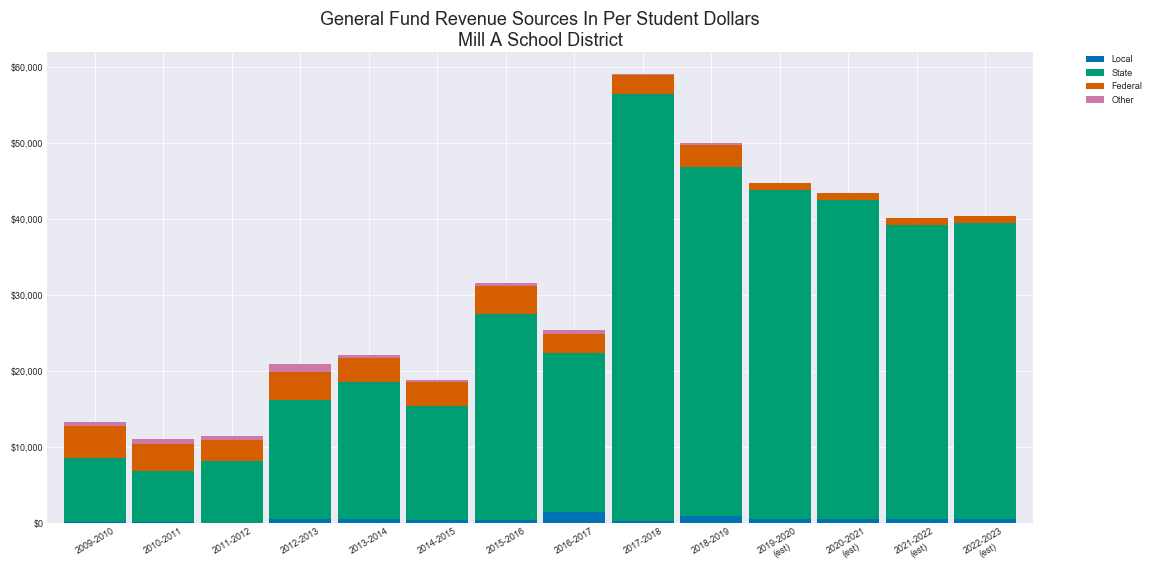 General Fund Revenue Sources In Per Student Dollars
Mill A School District
Local
State
Federal
Other
$60,000
$50,000
$40,000
$30,000
$20,000
$10,000
$0
2009-2010
2010-2011
2011-2012
2012-2013
2013-2014
2014-2015
2015-2016
2016-2017
2017-2018
2018-2019
2019-2020
(est)
2020-2021
(est)
2021-2022
(est)
2022-2023
(est)